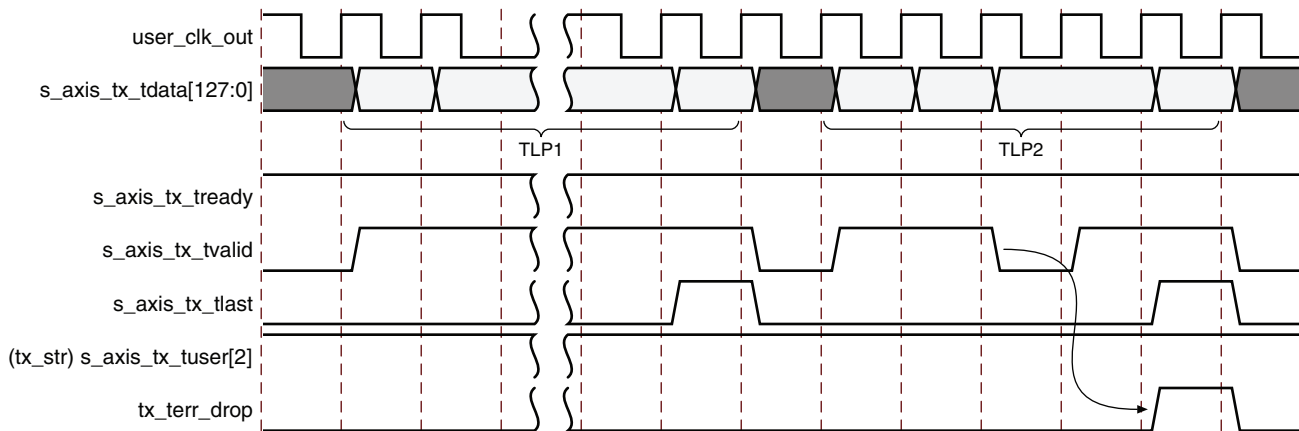 user_clk_out
s_axis_tx_tdata[127:0]
TLP1
TLP2
s_axis_tx_tready
s_axis_tx_tvalid
s_axis_tx_tlast
(tx_str) s_axis_tx_tuser[2]
tx_terr_drop